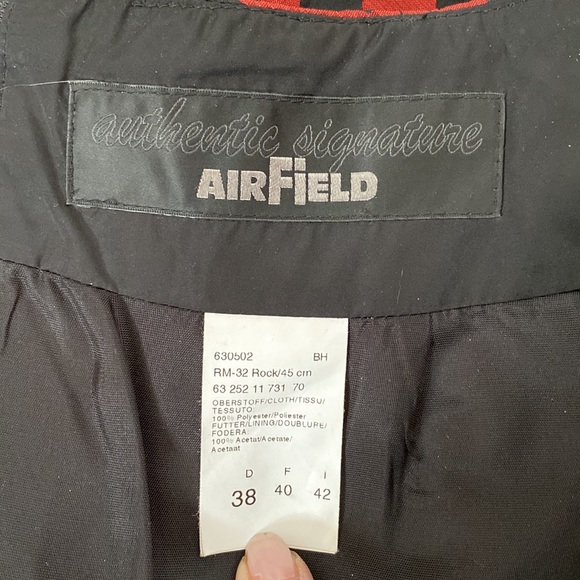 authentic signature
AIRFIELD
630502 BH
RM-32 Rock/45 cm
63 252 11 731 70
OBERSTOFF/CLOTH/TISSU/
TESSUTO:
100% Polyester/Poliester
FUTTER/LINING/DOUBLURE/
FODERA:
100% Acetat/Acetate/
Acetaat
D F I
38 40 42